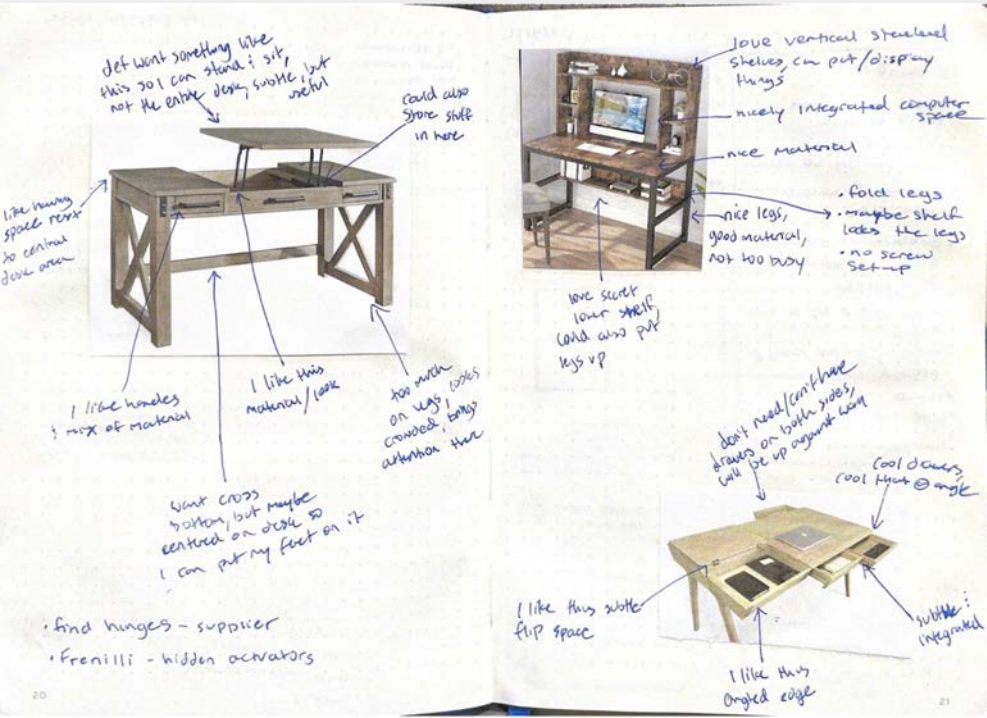 def want something like
this so I can stand & sit,
not the entire desk, subtle, but
useful
could also
store stuff
in here
like having
space next
to central
desk area
I like handles
& mix of material
I like this
material/look
too much
on legs, looks
crowded, brings
attention there
want cross
bottom, but maybe
centered on desk so
I can put my feet on it
• find hinges - supplier
• Frenilli - hidden actuators
20
love vertical
shelves, can put/display
things
nicely integrated computer
space
nice material
• fold legs
• maybe shelf
locks the legs
• no screw
set-up
nice legs,
good material,
not too busy
love secret
lower shelf,
could also put
legs up
don't need/can't have
drawers on both sides,
will be up against wall
cool drawers,
cool that @ angle
I like this subtle
flip space
subtle &
integrated
I like this
angled edge
21